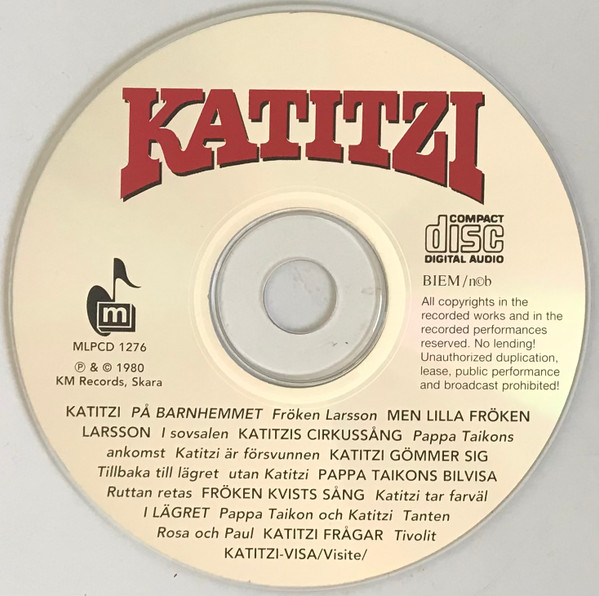 KATITZI
COMPACT
disc
DIGITAL AUDIO
BIEM/n©b
All copyrights in the
recorded works and in the
recorded performances
reserved. No lending!
Unauthorized duplication,
lease, public performance
and broadcast prohibited!
m
MLPCD 1276
℗ & © 1980
KM Records, Skara
KATITZI PÅ BARNHEMMET Fröken Larsson MEN LILLA FRÖKEN
LARSSON I sovsalen KATITZIS CIRKUSSÅNG Pappa Taikons
ankomst Katitzi är försvunnen KATITZI GÖMMER SIG
Tillbaka till lägret utan Katitzi PAPPA TAIKONS BILVISA
Ruttan retas FRÖKEN KVISTS SÅNG Katitzi tar farväl
I LÄGRET Pappa Taikon och Katitzi Tanten
Rosa och Paul KATITZI FRÅGAR Tivolit
KATITZI-VISA/Visite/